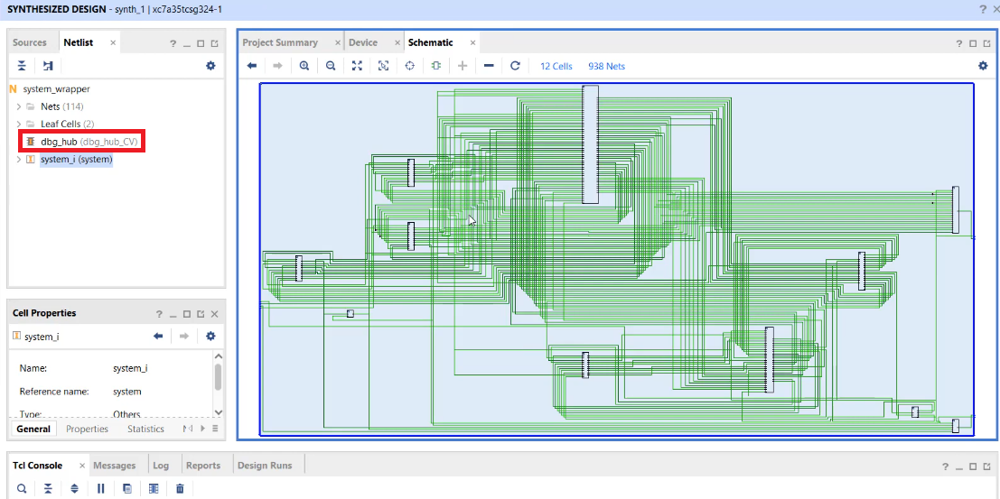 SYNTHESIZED DESIGN - synth_1 | xc7a35tcsg324-1
Sources Netlist
system_wrapper
Nets (114)
Leaf Cells (2)
dbg_hub (dbg_hub_CV)
system_i (system)
Cell Properties
system_i
Name: system_i
Reference name: system
Type: Others
General Properties Statistics
Project Summary Device Schematic
12 Cells 938 Nets
Tcl Console Messages Log Reports Design Runs